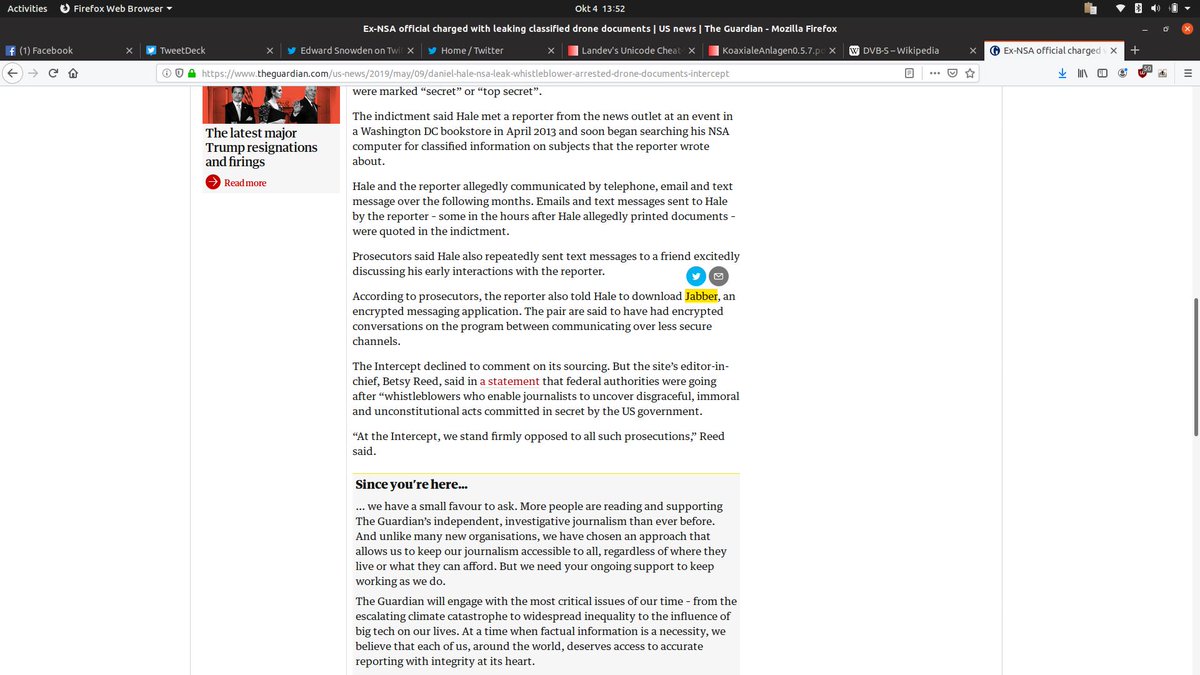 Activities
Firefox Web Browser
Okt 4 13:52
Ex-NSA official charged with leaking classified drone documents | US news | The Guardian - Mozilla Firefox
(1) Facebook
TweetDeck
Edward Snowden on Twi
Home / Twitter
Landev's Unicode Cheat
KoaxialeAnlagen0.5.7.po
DVB-S – Wikipedia
Ex-NSA official charged w
https://www.theguardian.com/us-news/2019/may/09/daniel-hale-nsa-leak-whistleblower-arrested-drone-documents-intercept
The latest major
Trump resignations
and firings
Read more
were marked “secret” or “top secret”.
The indictment said Hale met a reporter from the news outlet at an event in
a Washington DC bookstore in April 2013 and soon began searching his NSA
computer for classified information on subjects that the reporter wrote
about.
Hale and the reporter allegedly communicated by telephone, email and text
message over the following months. Emails and text messages sent to Hale
by the reporter – some in the hours after Hale allegedly printed documents –
were quoted in the indictment.
Prosecutors said Hale also repeatedly sent text messages to a friend excitedly
discussing his early interactions with the reporter.
According to prosecutors, the reporter also told Hale to download Jabber, an
encrypted messaging application. The pair are said to have had encrypted
conversations on the program between communicating over less secure
channels.
The Intercept declined to comment on its sourcing. But the site’s editor-in-
chief, Betsy Reed, said in a statement that federal authorities were going
after “whistleblowers who enable journalists to uncover disgraceful, immoral
and unconstitutional acts committed in secret by the US government.
“At the Intercept, we stand firmly opposed to all such prosecutions,” Reed
said.
Since you’re here...
... we have a small favour to ask. More people are reading and supporting
The Guardian’s independent, investigative journalism than ever before.
And unlike many new organisations, we have chosen an approach that
allows us to keep our journalism accessible to all, regardless of where they
live or what they can afford. But we need your ongoing support to keep
working as we do.
The Guardian will engage with the most critical issues of our time – from the
escalating climate catastrophe to widespread inequality to the influence of
big tech on our lives. At a time when factual information is a necessity, we
believe that each of us, around the world, deserves access to accurate
reporting with integrity at its heart.